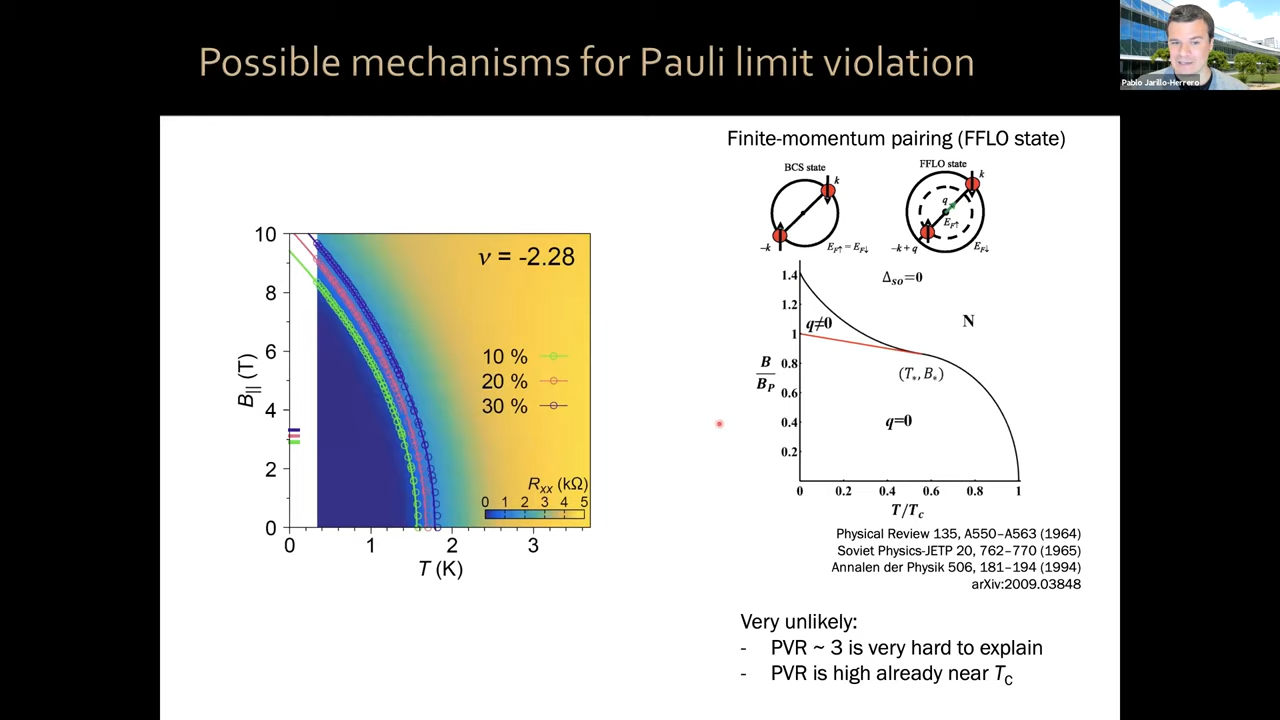 Possible mechanisms for Pauli limit violation
Pablo Jarillo-Herrero
10
8
6
4
2
0
B|| (T)
ν = -2.28
10 %
20 %
30 %
Rxx (kΩ)
0 1 2 3 4 5
0 1 2 3
T (K)
Finite-momentum pairing (FFLO state)
BCS state
k
-k
EF↑ = EF↓
FFLO state
k
q
EF↑
-k+q
EF↓
1.4
1.2
1
0.8
0.6
0.4
0.2
B/BP
Δso=0
q≠0
N
(T*, B*)
q=0
0 0.2 0.4 0.6 0.8 1
T/Tc
Physical Review 135, A550–A563 (1964)
Soviet Physics-JETP 20, 762–770 (1965)
Annalen der Physik 506, 181–194 (1994)
arXiv:2009.03848
Very unlikely:
- PVR ~ 3 is very hard to explain
- PVR is high already near TC